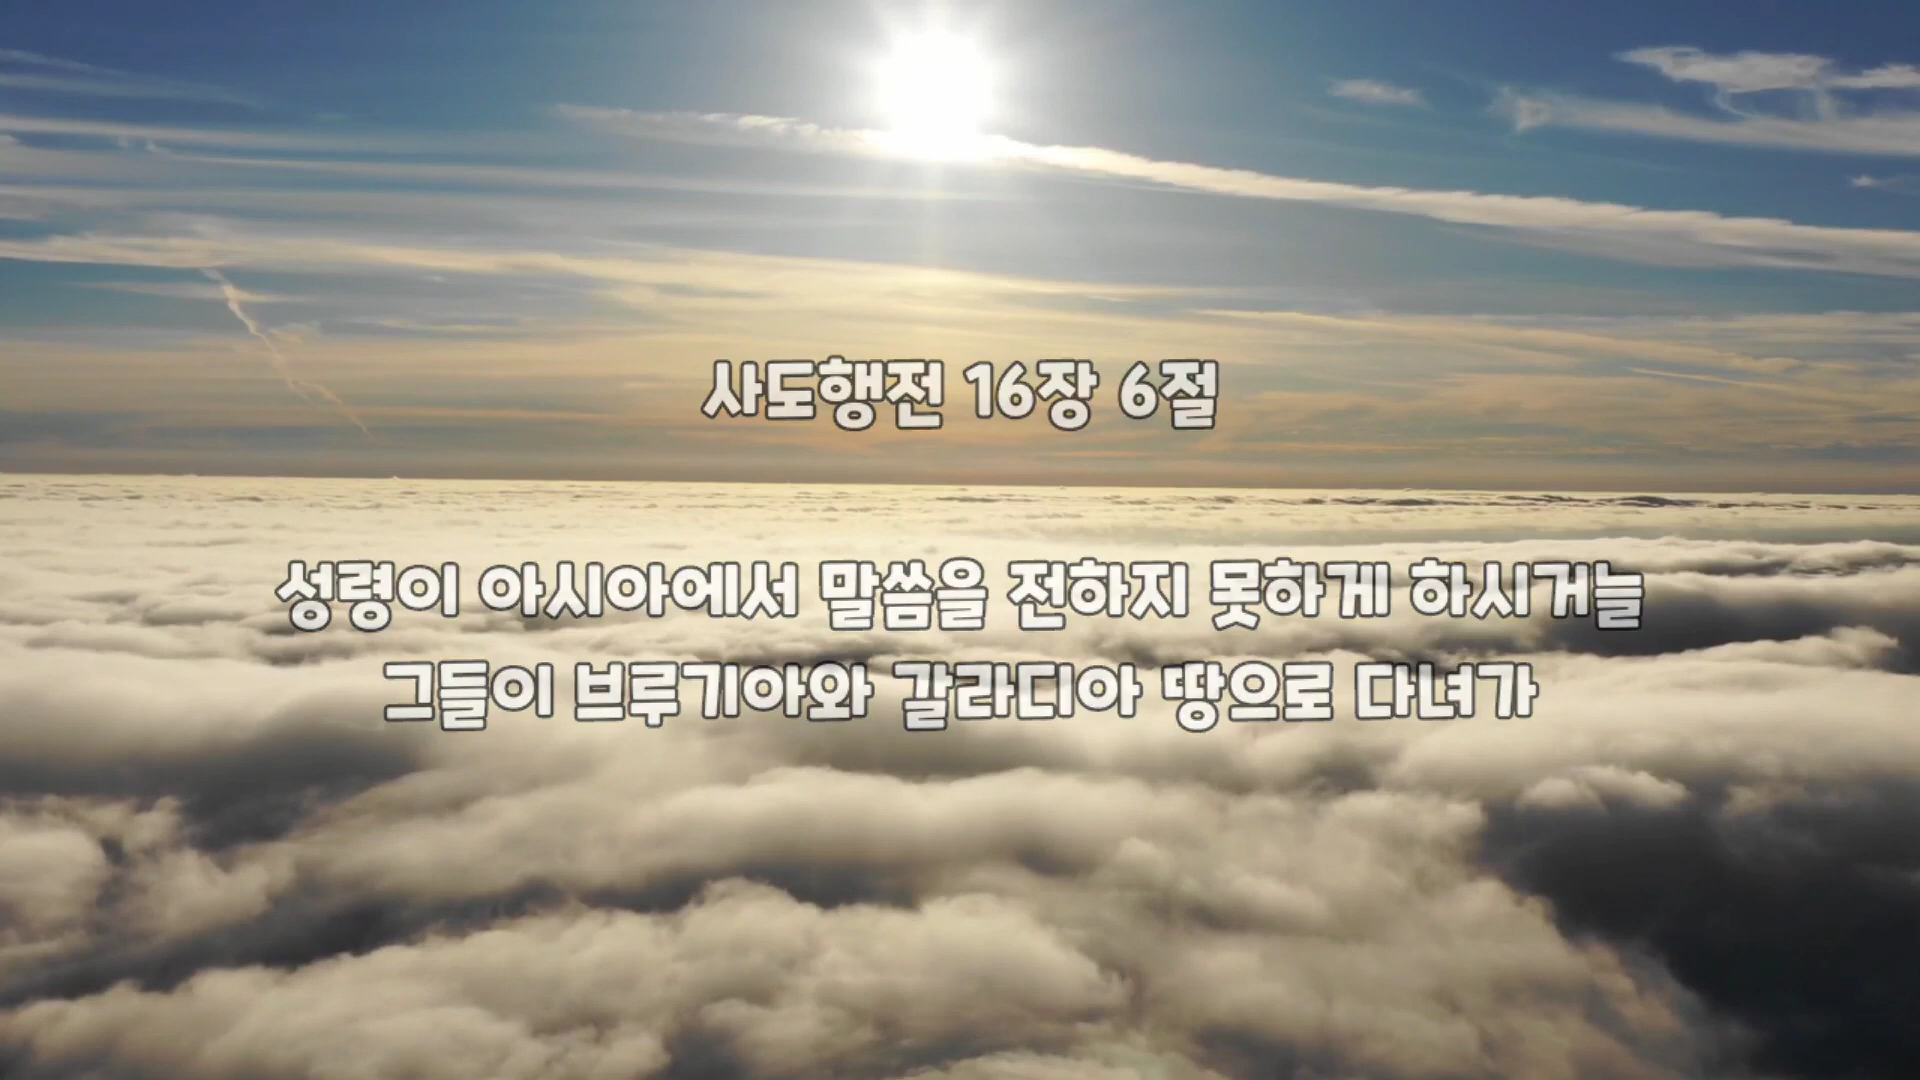 사도행전 16장 6절
성령이 아시아에서 말씀을 전하지 못하게 하시거늘
그들이 브루기아와 갈라디아 땅으로 다녀가